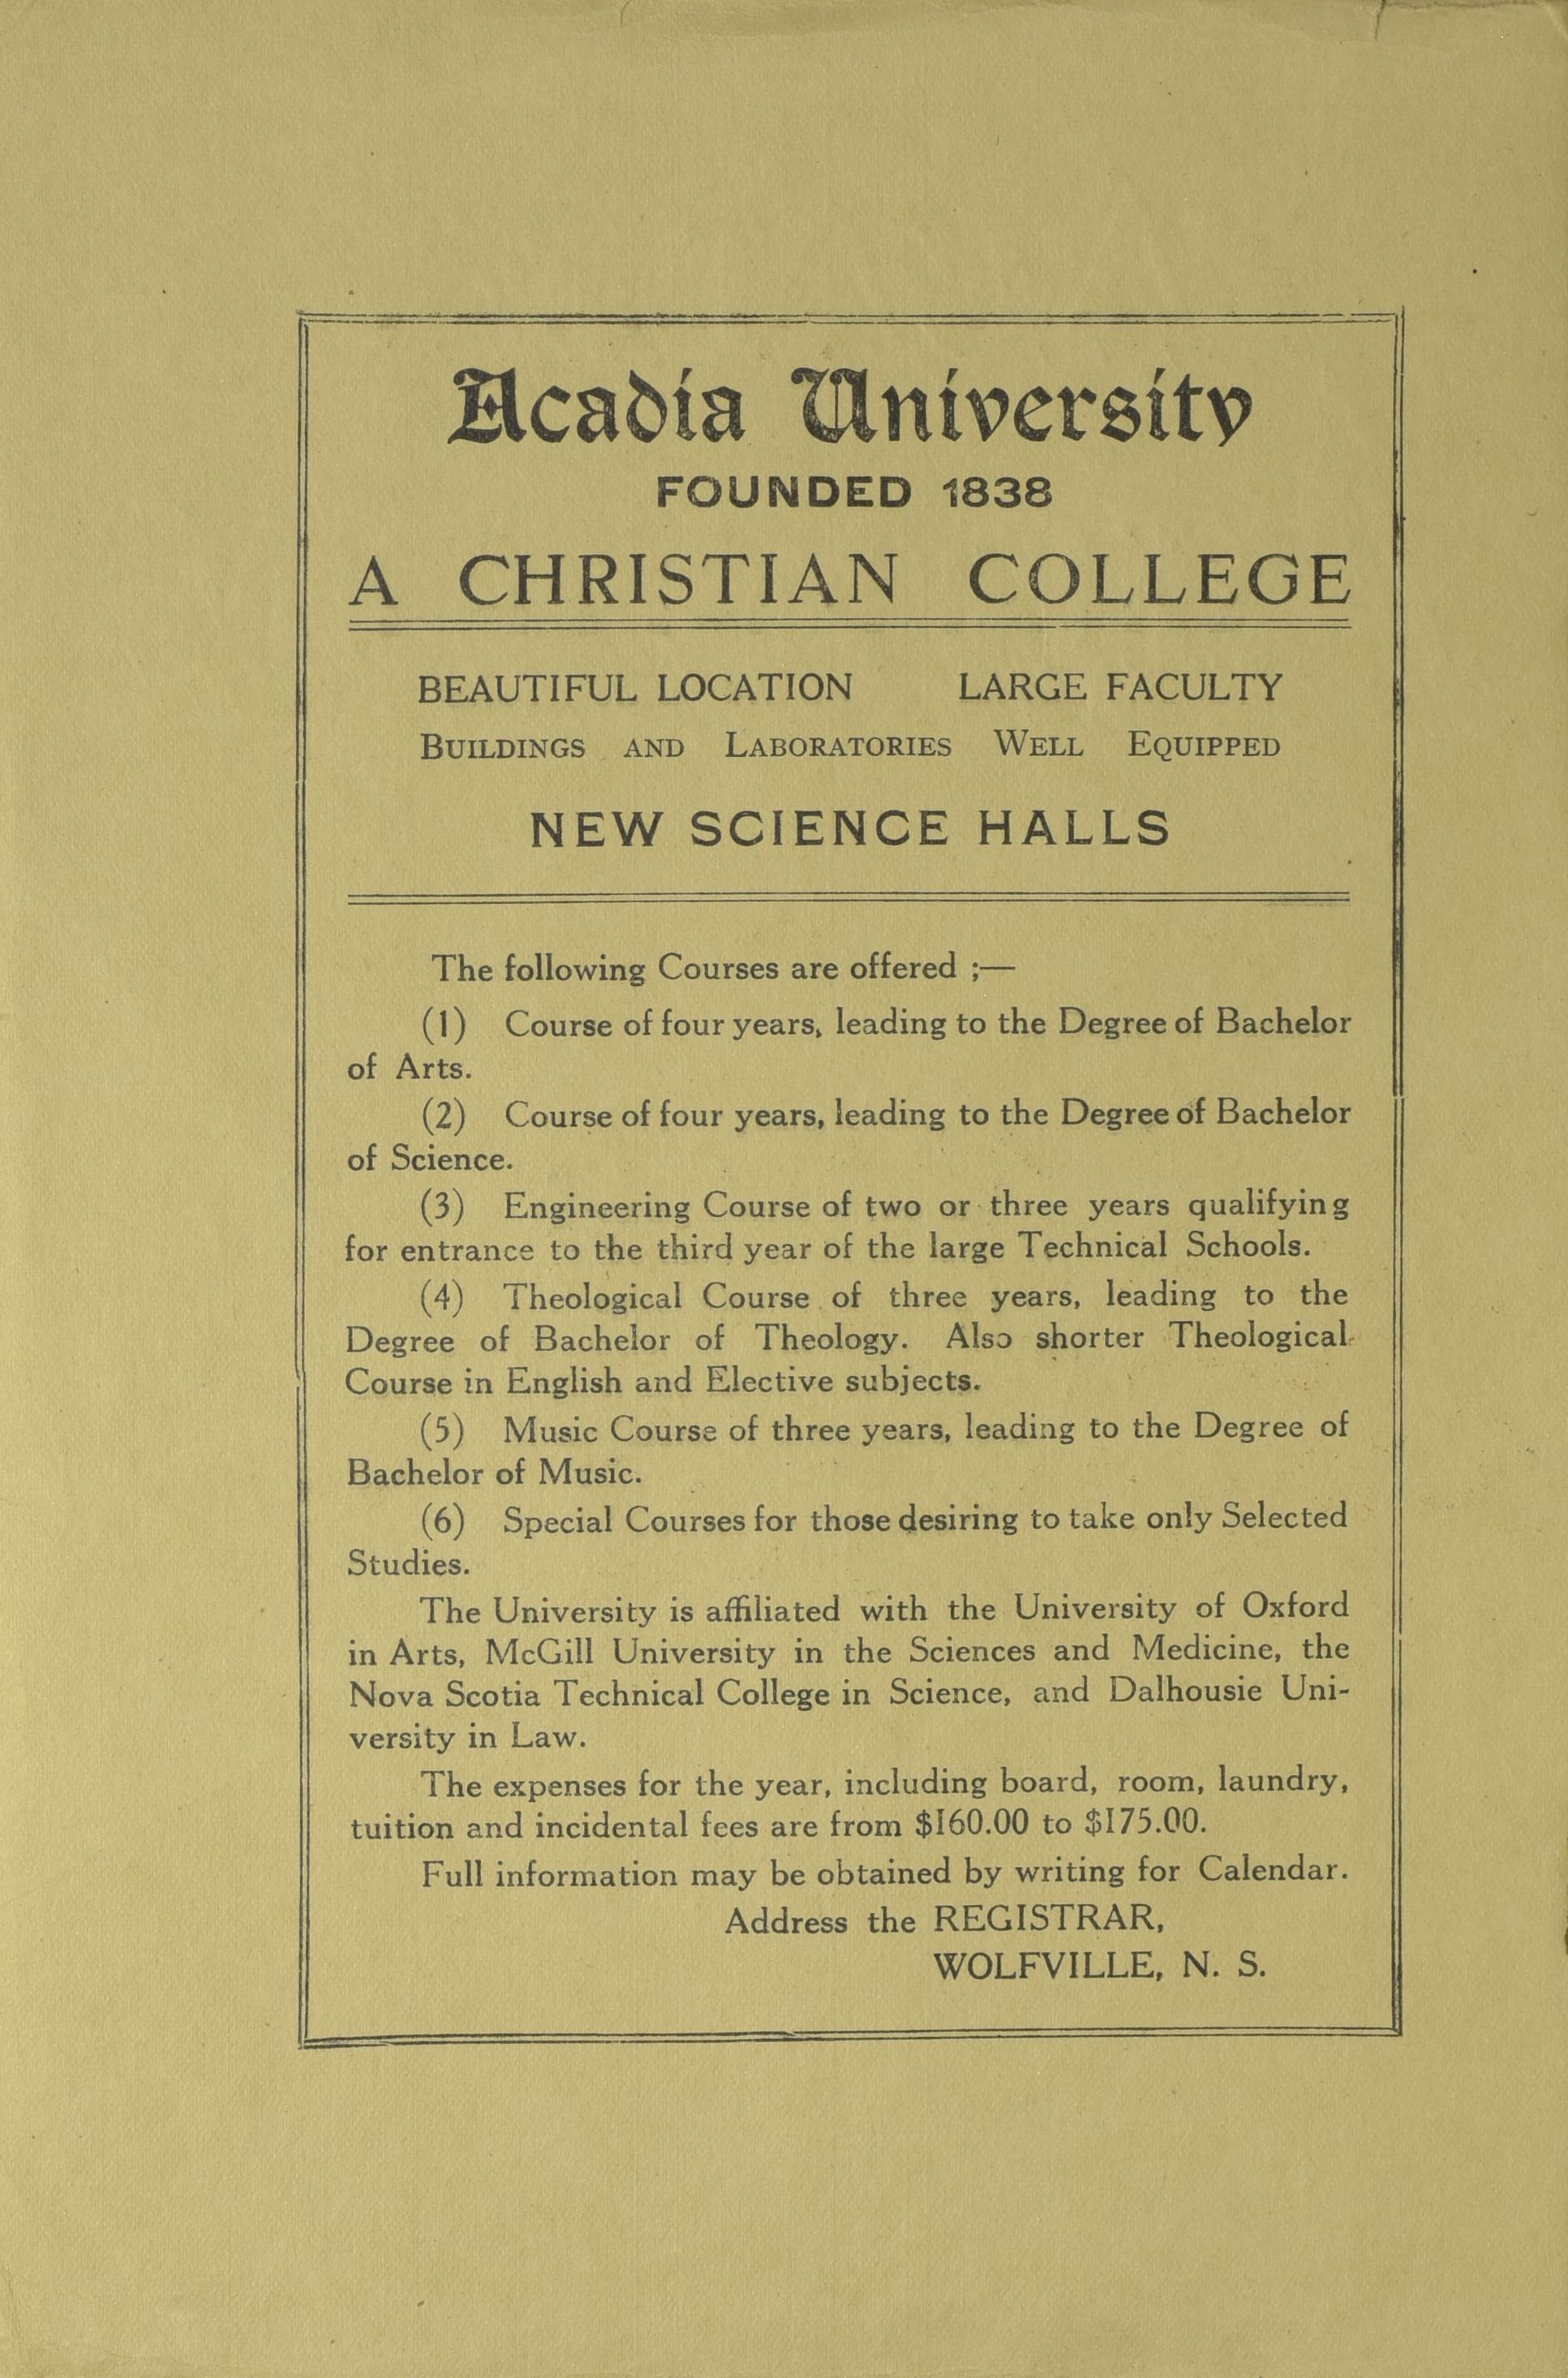 Acadia University
FOUNDED 1838
A CHRISTIAN COLLEGE
BEAUTIFUL LOCATION LARGE FACULTY
BUILDINGS AND LABORATORIES WELL EQUIPPED
NEW SCIENCE HALLS
The following Courses are offered ;—
(1) Course of four years, leading to the Degree of Bachelor
of Arts.
(2) Course of four years, leading to the Degree of Bachelor
of Science.
(3) Engineering Course of two or three years qualifying
for entrance to the third year of the large Technical Schools.
(4) Theological Course of three years, leading to the
Degree of Bachelor of Theology. Also shorter Theological
Course in English and Elective subjects.
(5) Music Course of three years, leading to the Degree of
Bachelor of Music.
(6) Special Courses for those desiring to take only Selected
Studies.
The University is affiliated with the University of Oxford
in Arts, McGill University in the Sciences and Medicine, the
Nova Scotia Technical College in Science, and Dalhousie Uni-
versity in Law.
The expenses for the year, including board, room, laundry,
tuition and incidental fees are from $160.00 to $175.00.
Full information may be obtained by writing for Calendar.
Address the REGISTRAR,
WOLFVILLE, N. S.